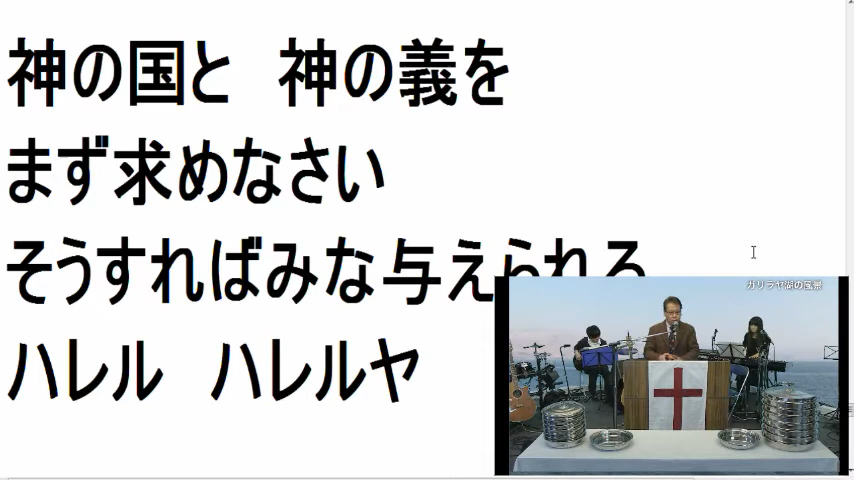 神の国と　神の義を
まず求めなさい
そうすればみな与えられる
ハレル　ハレルヤ
ガリラヤ湖の風景